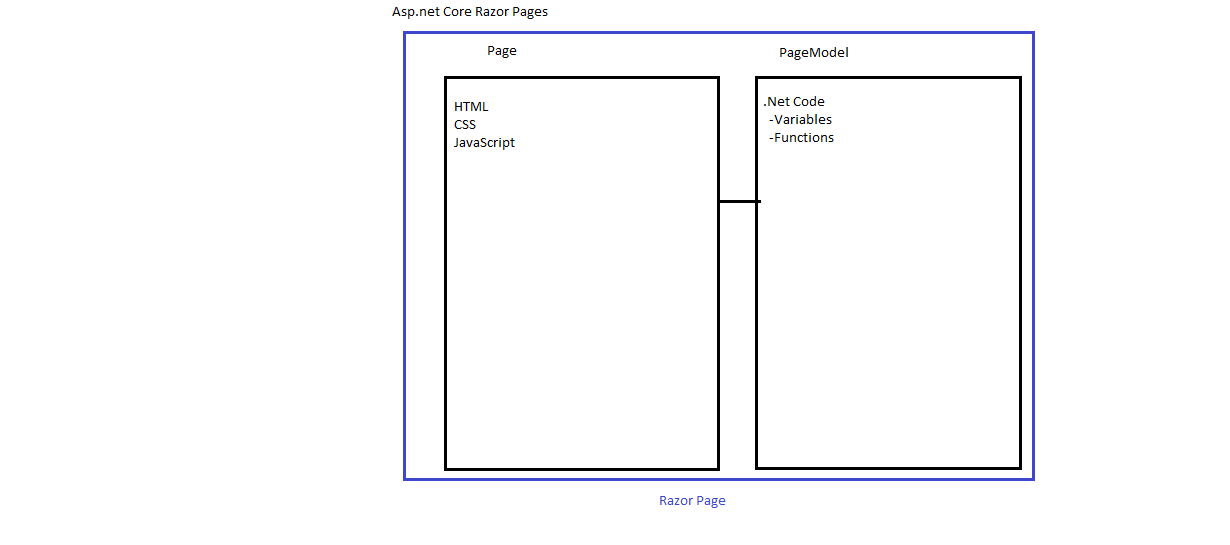 Asp.net Core Razor Pages
Page
PageModel
HTML
CSS
JavaScript
.Net Code
-Variables
-Functions
Razor Page